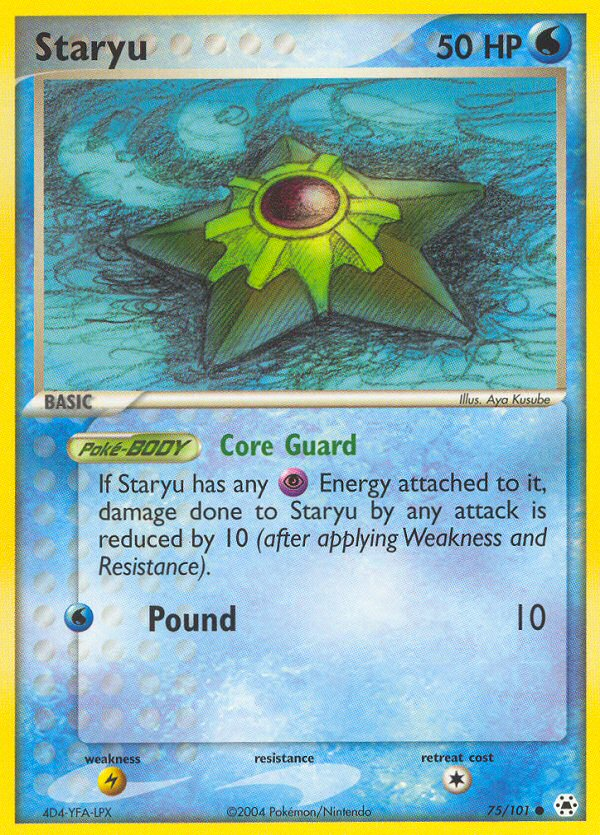 Staryu 50 HP
BASIC
Illus. Aya Kusube
Poké-BODY Core Guard
If Staryu has any Energy attached to it,
damage done to Staryu by any attack is
reduced by 10 (after applying Weakness and
Resistance).
Pound 10
weakness resistance retreat cost
4D4-YFA-LPX ©2004 Pokémon/Nintendo 75/101